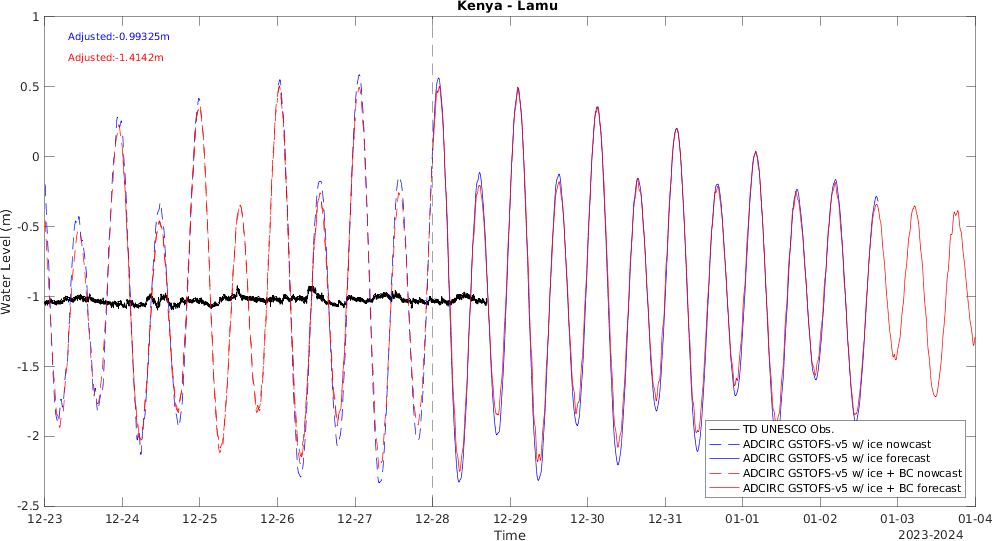 Kenya - Lamu
Adjusted:-0.99325m
Adjusted:-1.4142m
Water Level (m)
1
0.5
0
-0.5
-1
-1.5
-2
-2.5
TD UNESCO Obs.
ADCIRC GSTOFS-v5 w/ ice nowcast
ADCIRC GSTOFS-v5 w/ ice forecast
ADCIRC GSTOFS-v5 w/ ice + BC nowcast
ADCIRC GSTOFS-v5 w/ ice + BC forecast
12-23 12-24 12-25 12-26 12-27 12-28 12-29 12-30 12-31 01-01 01-02 01-03 01-04
Time
2023-2024